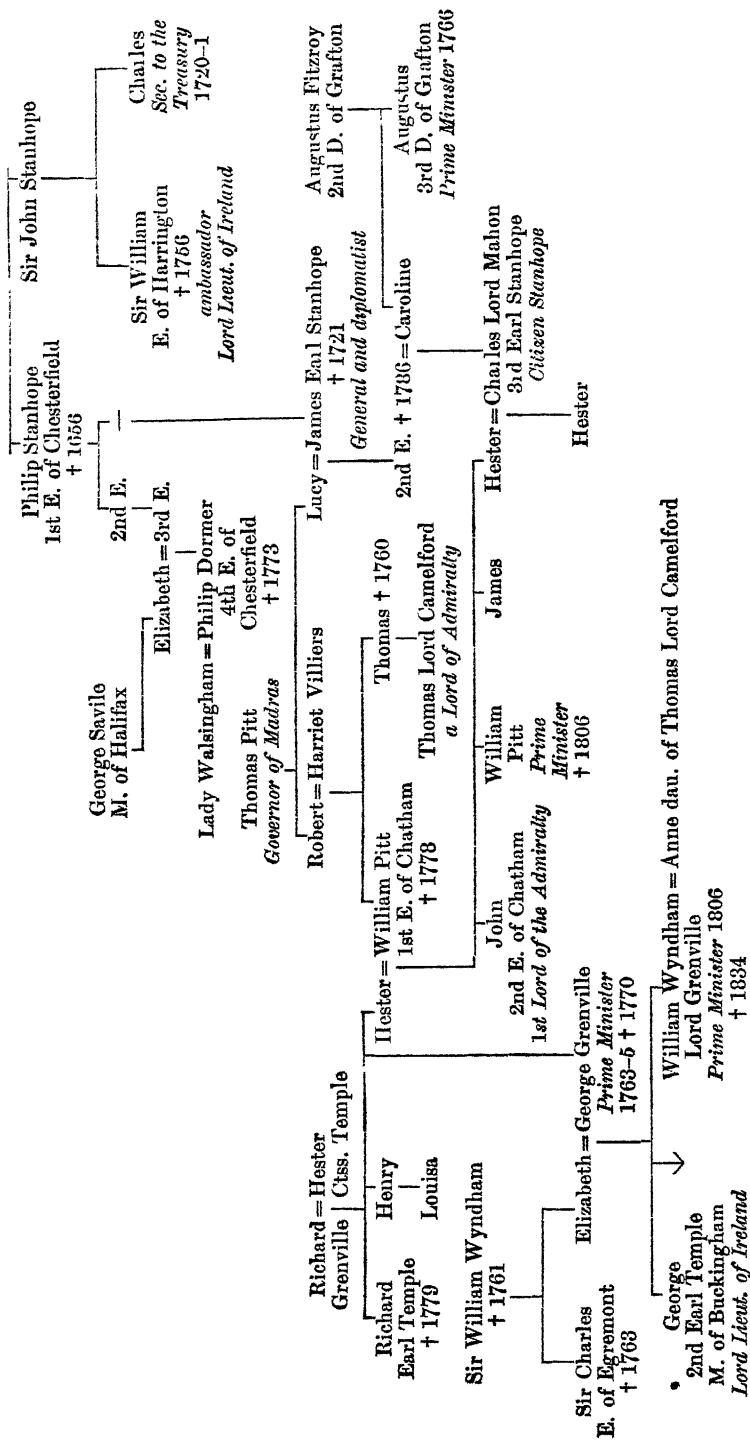 Richard = Hester
Grenville | Ctss. Temple
Richard
Earl Temple
† 1779
Henry
Louisa
Hester = William Pitt
1st E. of Chatham
† 1778
Sir William Wyndham
† 1761
Sir Charles
E. of Egremont
† 1763
Elizabeth = George Grenville
Prime Minister
1763–5 † 1770
George
2nd Earl Temple
M. of Buckingham
Lord Lieut. of Ireland
William Wyndham = Anne dau. of Thomas Lord Camelford
Lord Grenville
Prime Minister 1806
† 1834
George Savile
M. of Halifax
Philip Stanhope
1st E. of Chesterfield
† 1656
Sir John Stanhope
2nd E.
Elizabeth = 3rd E.
Sir William
E. of Harrington
† 1756
ambassador
Lord Lieut. of Ireland
Charles
Sec. to the
Treasury
1720–1
Lady Walsingham = Philip Dormer
4th E. of
Chesterfield
† 1773
Thomas Pitt
Governor of Madras
Robert = Harriet Villiers
Lucy = James Earl Stanhope
† 1721
General and diplomatist
Augustus Fitzroy
2nd D. of Grafton
Thomas † 1760
2nd E. † 1786 = Caroline
Augustus
3rd D. of Grafton
Prime Minister 1766
Thomas Lord Camelford
a Lord of Admiralty
John
2nd E. of Chatham
1st Lord of the Admiralty
William
Pitt Prime
Minister
† 1806
James
Hester = Charles Lord Mahon
3rd Earl Stanhope
Citizen Stanhope
Hester